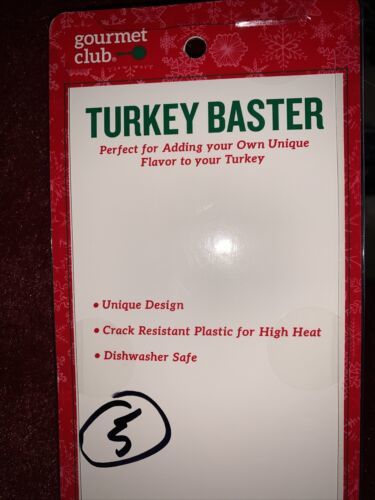 gourmet
club®
TURKEY BASTER
Perfect for Adding your Own Unique
Flavor to your Turkey
• Unique Design
• Crack Resistant Plastic for High Heat
• Dishwasher Safe